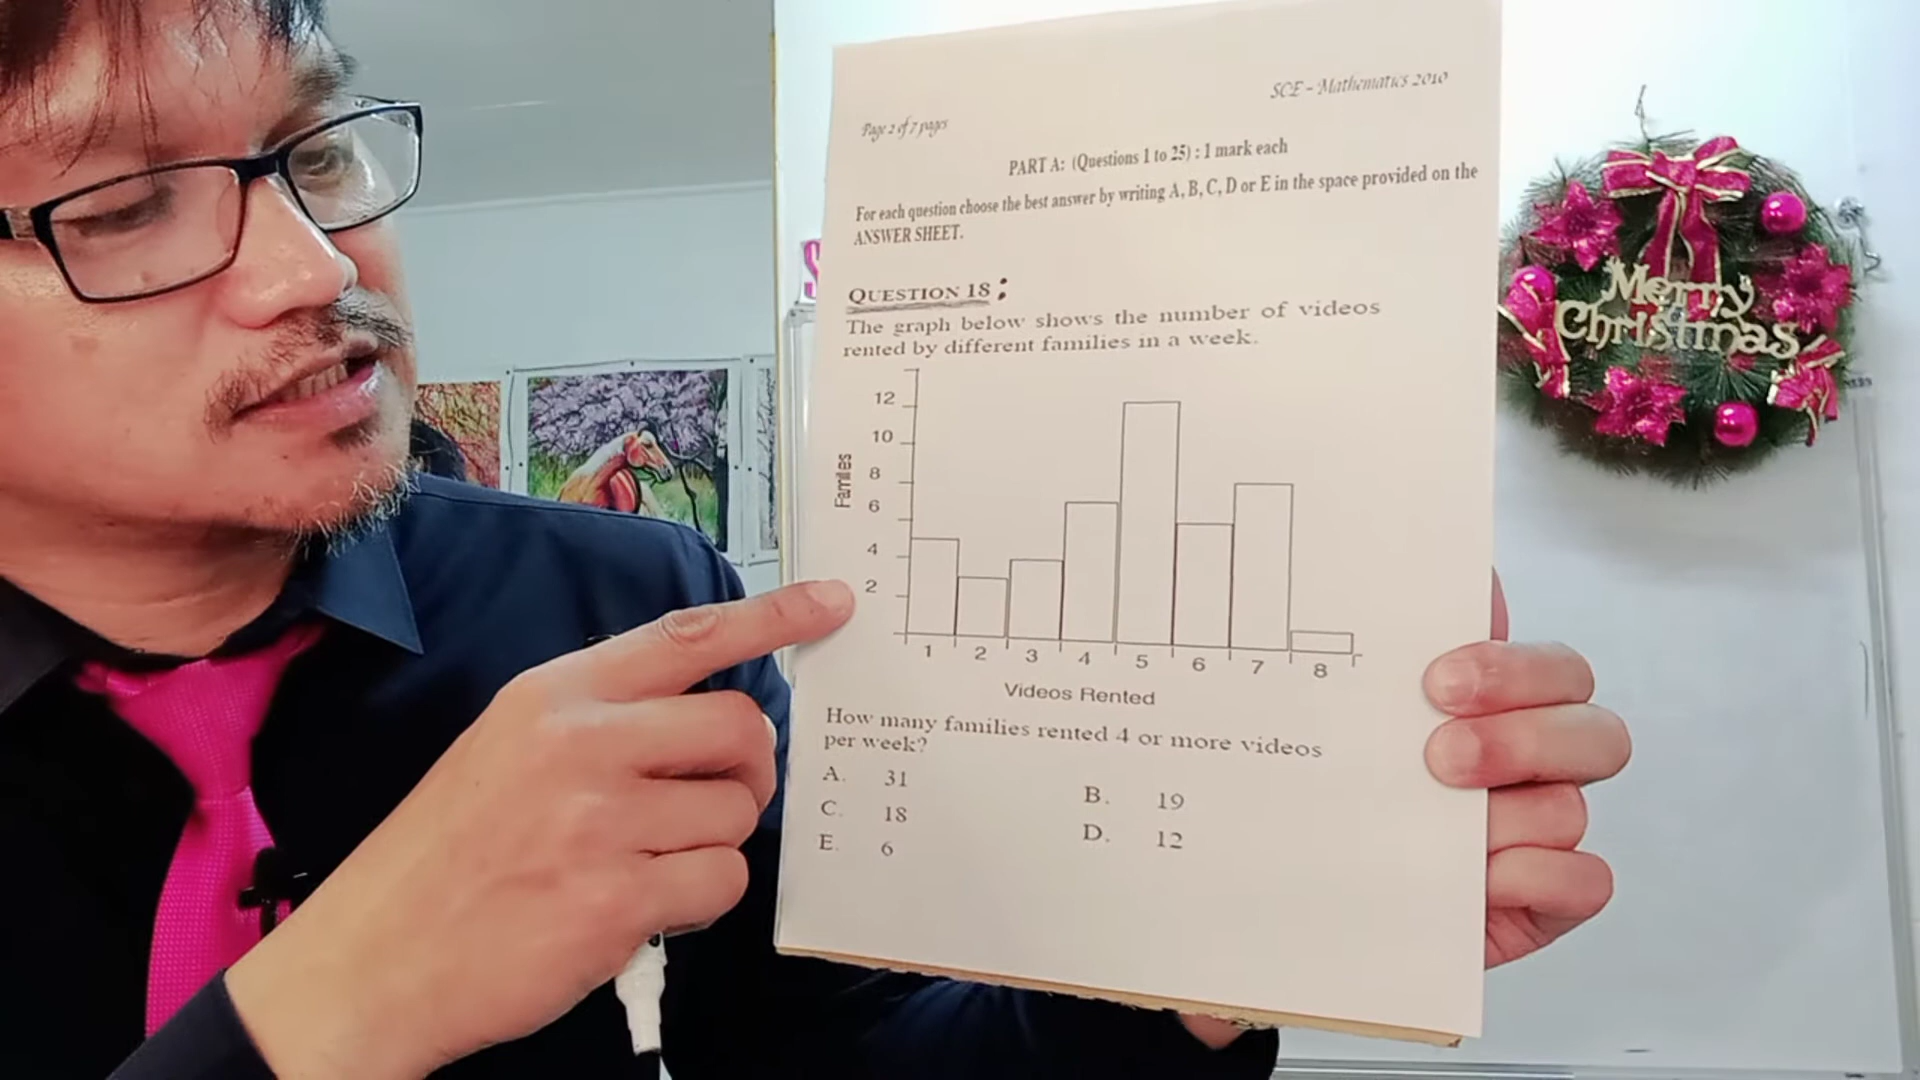 SCE – Mathematics 2010
Page 2 of 7 pages
PART A: (Questions 1 to 25) : 1 mark each
For each question choose the best answer by writing A, B, C, D or E in the space provided on the
ANSWER SHEET.
QUESTION 18 :
The graph below shows the number of videos
rented by different families in a week.
12
10
8
6
4
2
Families
1 2 3 4 5 6 7 8
Videos Rented
How many families rented 4 or more videos
per week?
A. 31
B. 19
C. 18
D. 12
E. 6
Merry
Christmas